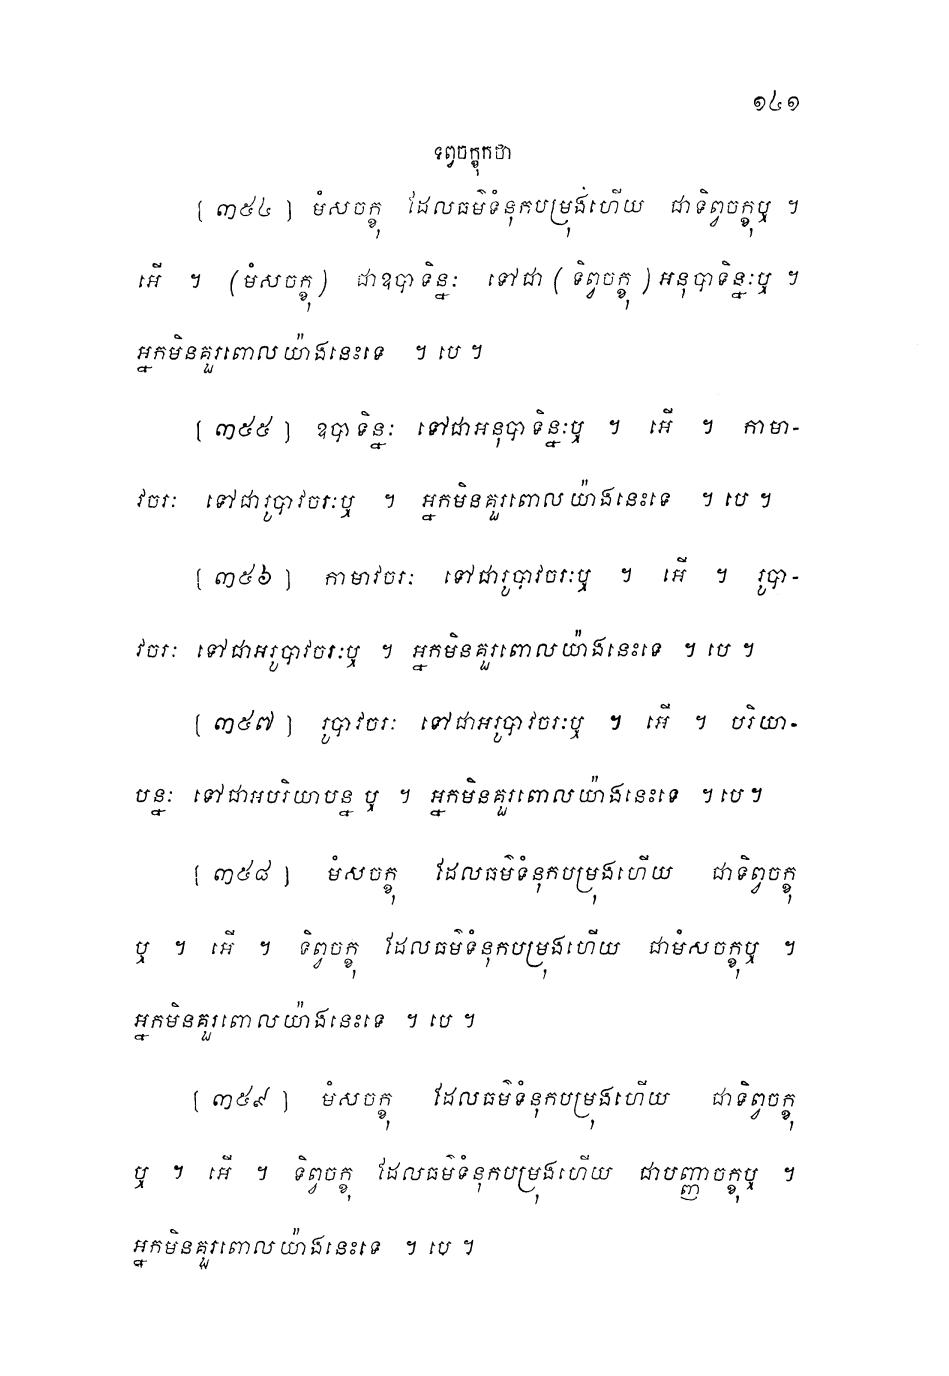 ១៤១
ទព្វចក្ខុកថា
[ ៣៥៤ ] មំសចក្ខុ ដែលធម៌ទំនុកបម្រុង់ហើយ ជាទិព្វចក្ខុឬ ។
អើ ។ (មំសចក្ខុ) ជាឧបាទិន្នៈ ទៅជា (ទិព្វចក្ខុ) អនុបាទិន្នៈឬ ។
អ្នកមិនគួរពោលយ៉ាងនេះទេ ។ បេ ។
[ ៣៥៥ ] ឧបាទិន្នៈ ទៅជាអនុបាទិន្នៈឬ ។ អើ ។ កាមា-
វចរៈ ទៅជារូបាវចរៈឬ ។ អ្នកមិនគួរពោលយ៉ាងនេះទេ ។ បេ ។
[ ៣៥៦ ] កាមាវចរៈ ទៅជារូបាវចរៈឬ ។ អើ ។ រូបា-
វចរៈ ទៅជាអរូបាវចរៈឬ ។ អ្នកមិនគួរពោលយ៉ាងនេះទេ ។ បេ ។
[ ៣៥៧ ] រូបាវចរៈ ទៅជាអរូបាវចរៈឬ ។ អើ ។ បរិយា-
បន្នៈ ទៅជាអបរិយាបន្ន ឬ ។ អ្នកមិនគួរពោលយ៉ាងនេះទេ ។ បេ ។
[ ៣៥៨ ] មំសចក្ខុ ដែលធម៌ទំនុកបម្រុងហើយ ជាទិព្វចក្ខុ
ឬ ។ អើ ។ ទិព្វចក្ខុ ដែលធម៌ទំនុកបម្រុងហើយ ជាមំសចក្ខុឬ ។
អ្នកមិនគួរពោលយ៉ាងនេះទេ ។ បេ ។
[ ៣៥៩ ] មំសចក្ខុ ដែលធម៌ទំនុកបម្រុងហើយ ជាទិព្វចក្ខុ
ឬ ។ អើ ។ ទិព្វចក្ខុ ដែលធម៌ទំនុកបម្រុងហើយ ជាបញ្ញាចក្ខុឬ ។
អ្នកមិនគួរពោលយ៉ាងនេះទេ ។ បេ ។